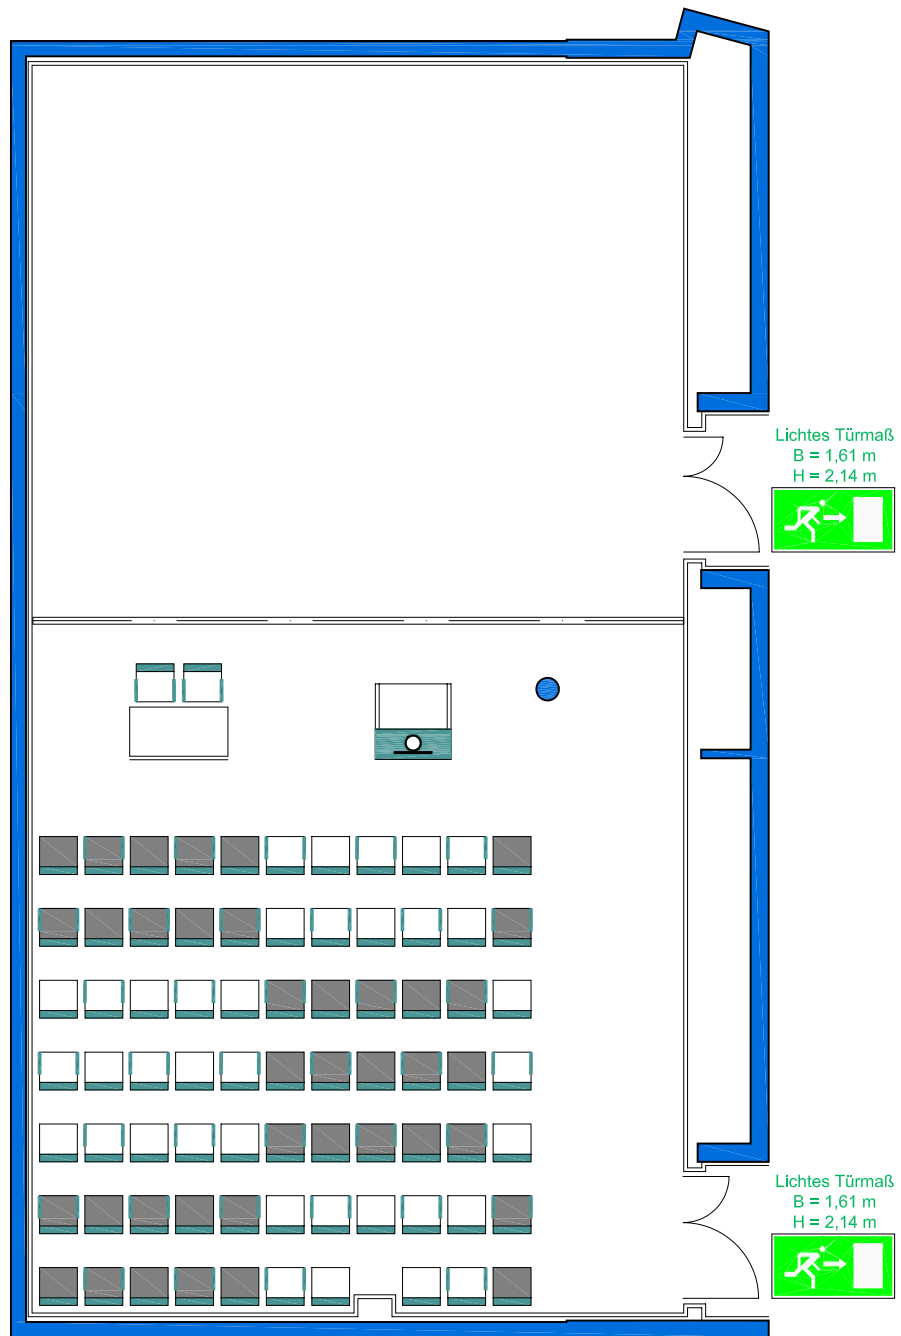 Lichtes Türmaß
B = 1,61 m
H = 2,14 m
Lichtes Türmaß
B = 1,61 m
H = 2,14 m